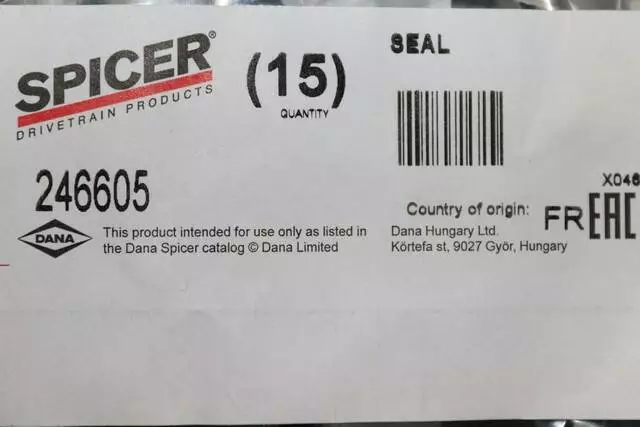 SPICER®
DRIVETRAIN PRODUCTS
(15)
QUANTITY
SEAL
246605
DANA
This product intended for use only as listed in
the Dana Spicer catalog © Dana Limited
Country of origin: FR
Dana Hungary Ltd.
Körtefa st, 9027 Győr, Hungary
X046
EAC